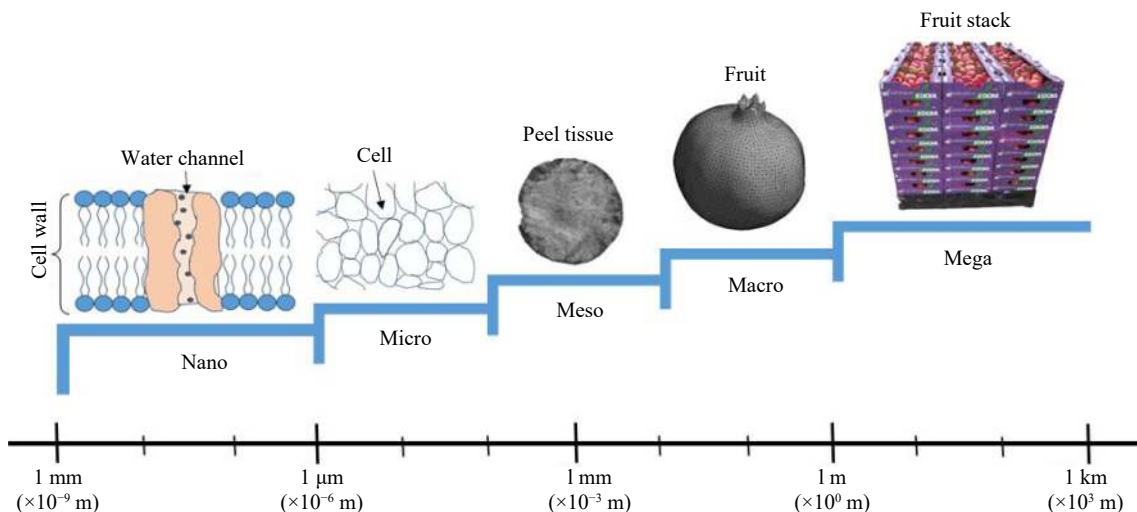 Fruit stack
Fruit
Peel tissue
Water channel
Cell
Cell wall
Mega
Macro
Meso
Micro
Nano
1 mm
(×10⁻⁹ m)
1 μm
(×10⁻⁶ m)
1 mm
(×10⁻³ m)
1 m
(×10⁰ m)
1 km
(×10³ m)